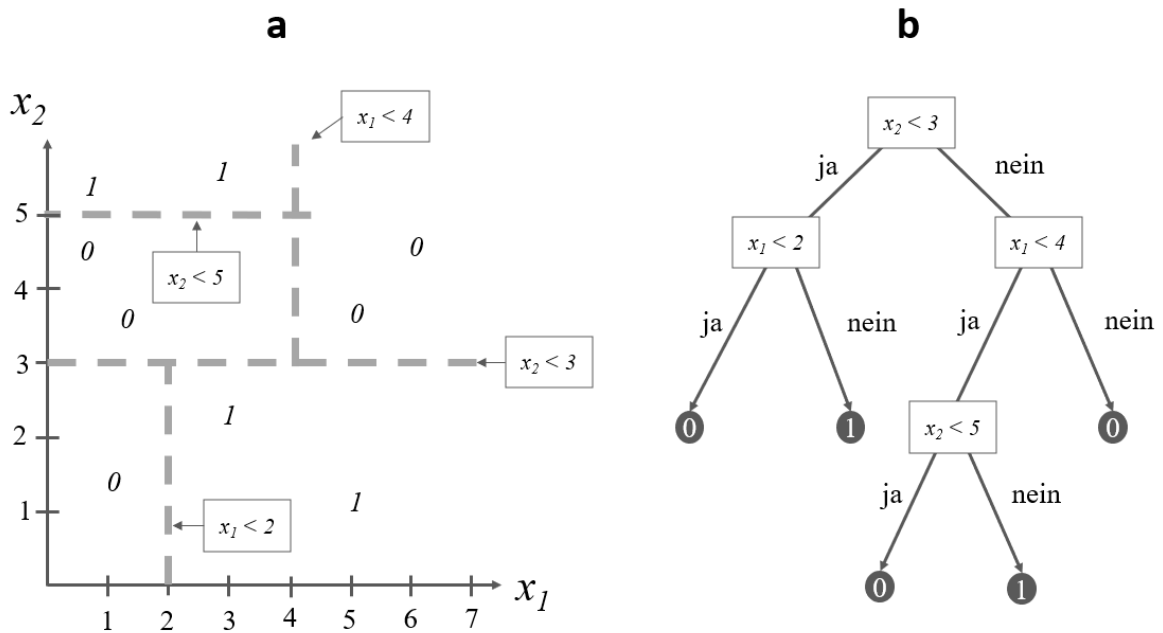 a
x₂
x₁ < 4
1
1
5
0
0
x₂ < 5
4
0
0
3
x₂ < 3
1
2
0
1
1
x₁ < 2
x₁
1 2 3 4 5 6 7
b
x₂ < 3
ja nein
x₁ < 2 x₁ < 4
ja nein ja nein
0 1 x₂ < 5 0
ja nein
0 1